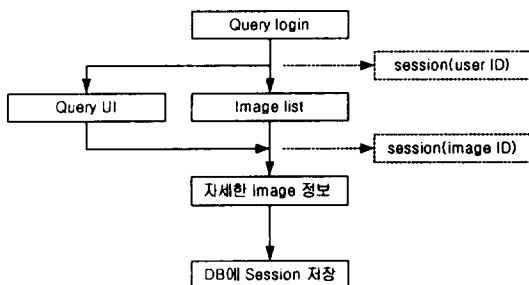 Query login
session(user ID)
Query UI
Image list
session(image ID)
자세한 Image 정보
DB에 Session 저장